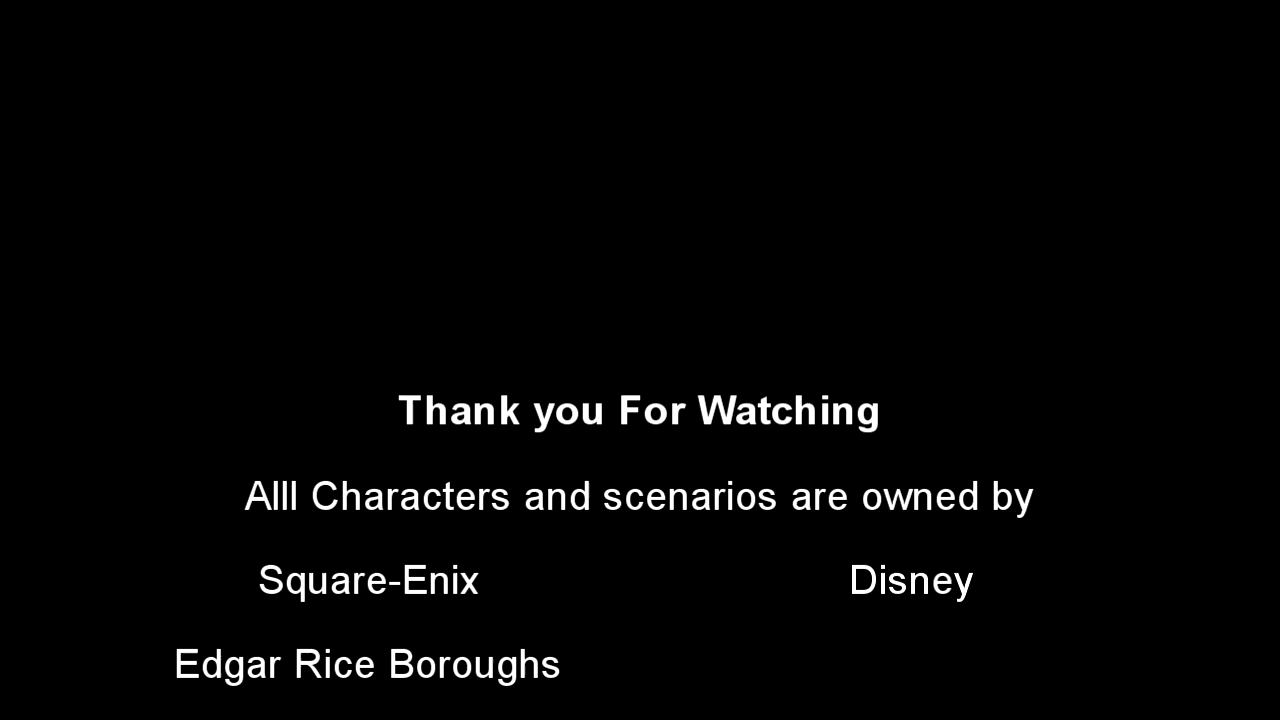 Thank you For Watching
Alll Characters and scenarios are owned by
Square-Enix Disney
Edgar Rice Boroughs